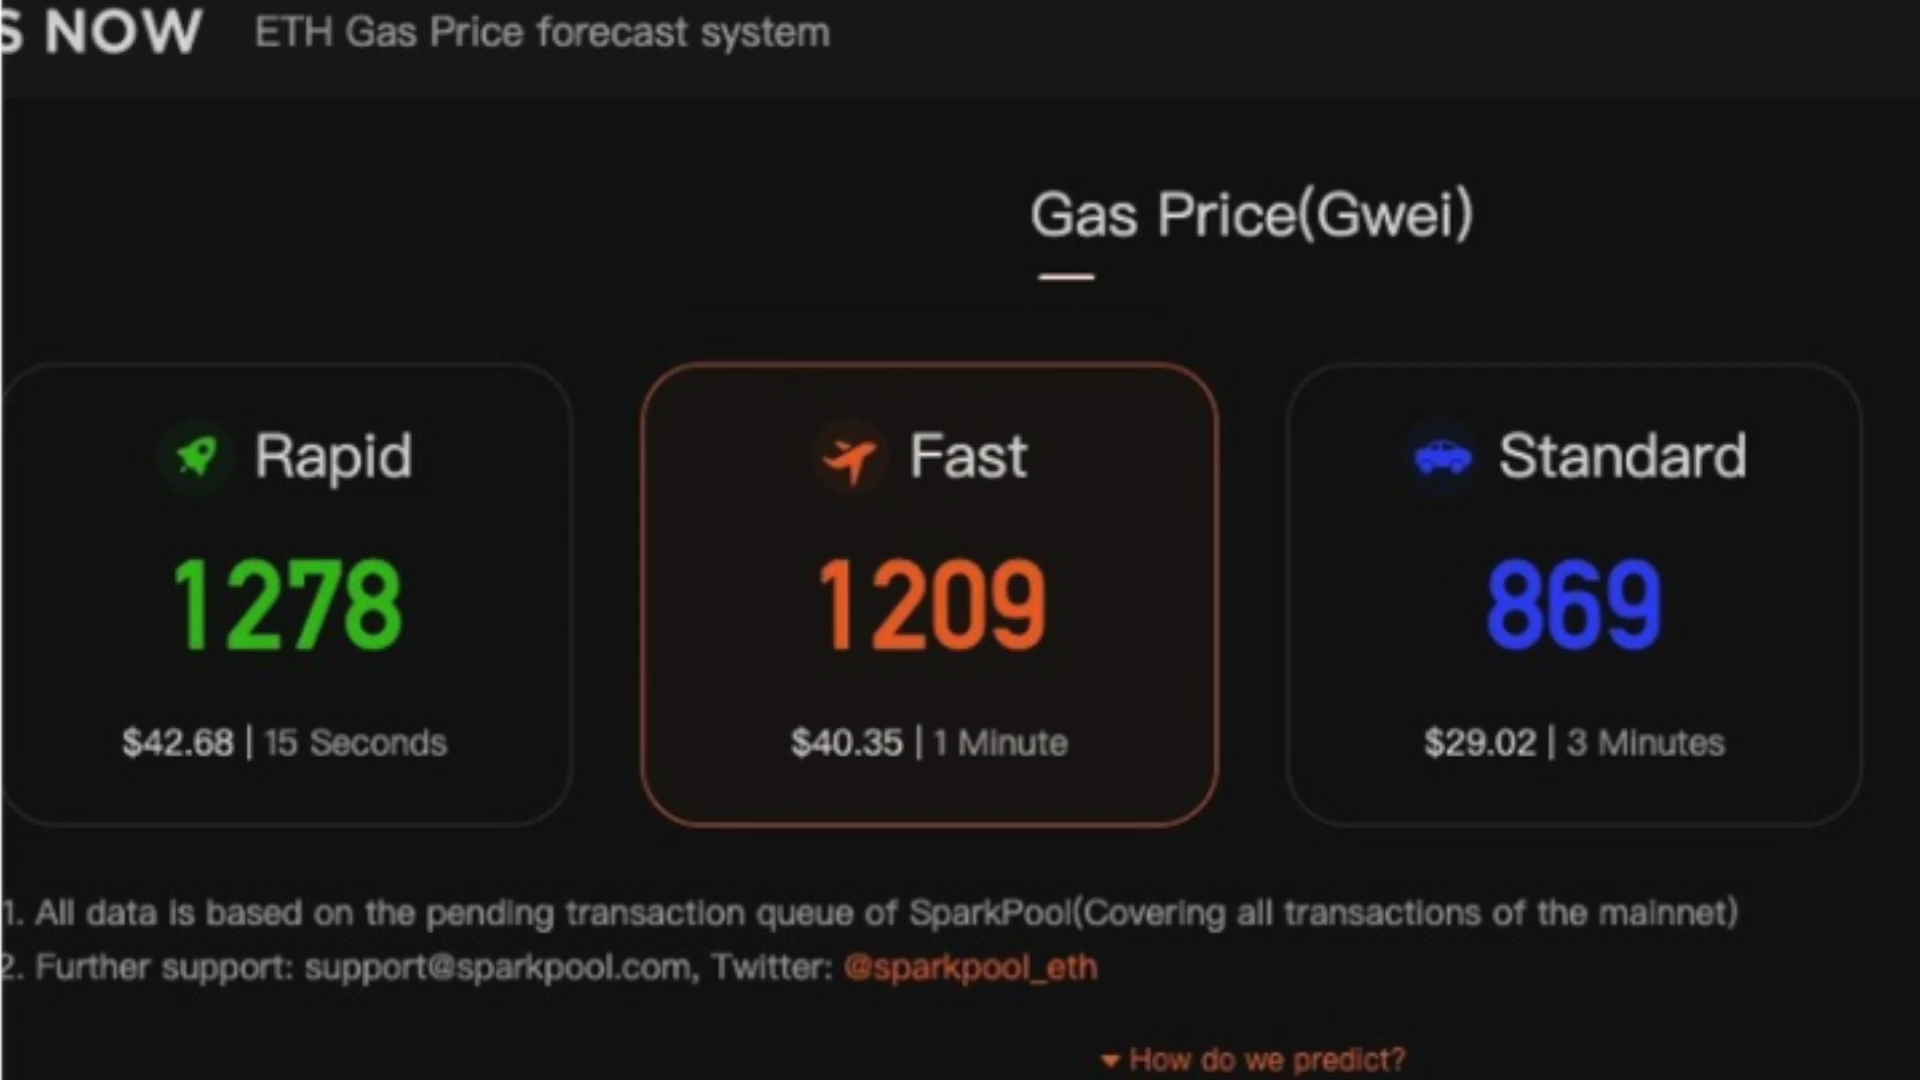 S NOW ETH Gas Price forecast system
Gas Price(Gwei)
Rapid
1278
$42.68 | 15 Seconds
Fast
1209
$40.35 | 1 Minute
Standard
869
$29.02 | 3 Minutes
1. All data is based on the pending transaction queue of SparkPool(Covering all transactions of the mainnet)
2. Further support: support@sparkpool.com, Twitter: @sparkpool_eth
How do we predict?